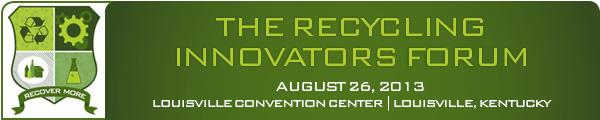 THE RECYCLING
INNOVATORS FORUM
AUGUST 26, 2013
LOUISVILLE CONVENTION CENTER | LOUISVILLE, KENTUCKY
RECOVER MORE